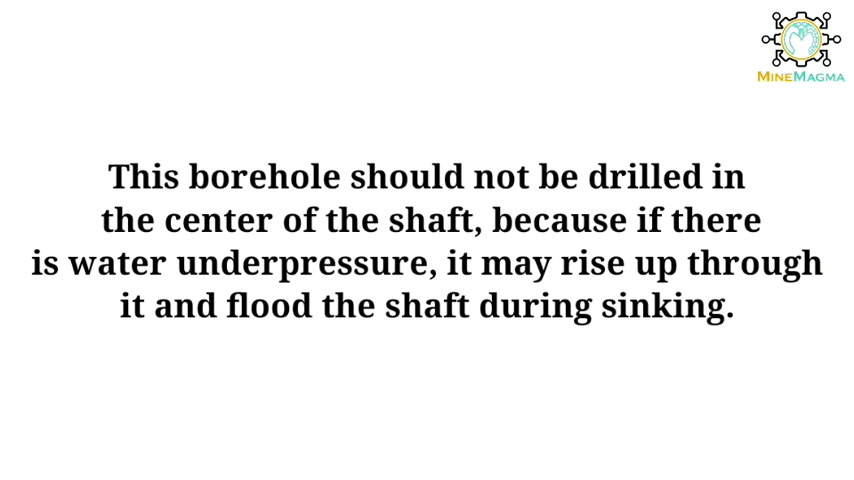 MINEMAGMA
This borehole should not be drilled in
the center of the shaft, because if there
is water underpressure, it may rise up through
it and flood the shaft during sinking.